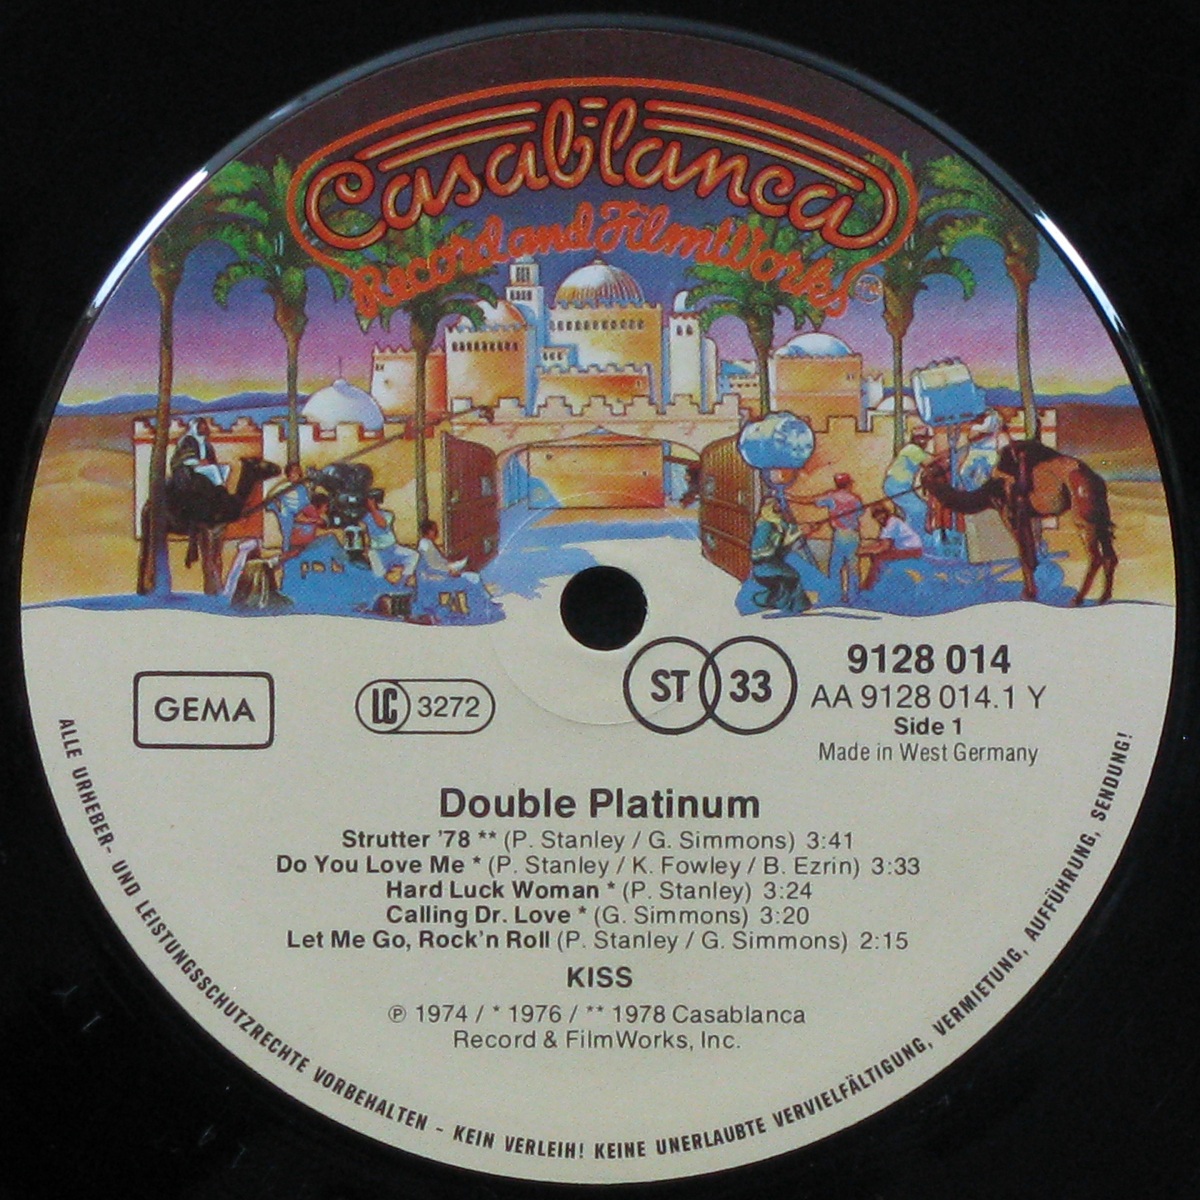 Casablanca
Record and FilmWorks TM
GEMA
LC 3272
ST 33
9128 014
AA 9128 014.1 Y
Side 1
Made in West Germany
Double Platinum
Strutter '78 ** (P. Stanley / G. Simmons) 3:41
Do You Love Me * (P. Stanley / K. Fowley / B. Ezrin) 3:33
Hard Luck Woman * (P. Stanley) 3:24
Calling Dr. Love * (G. Simmons) 3:20
Let Me Go, Rock'n Roll (P. Stanley / G. Simmons) 2:15
KISS
℗ 1974 / * 1976 / ** 1978 Casablanca
Record & FilmWorks, Inc.
ALLE URHEBER- UND LEISTUNGSSCHUTZRECHTE VORBEHALTEN - KEIN VERLEIH! KEINE UNERLAUBTE VERVIELFÄLTIGUNG, VERMIETUNG, AUFFÜHRUNG, SENDUNG!